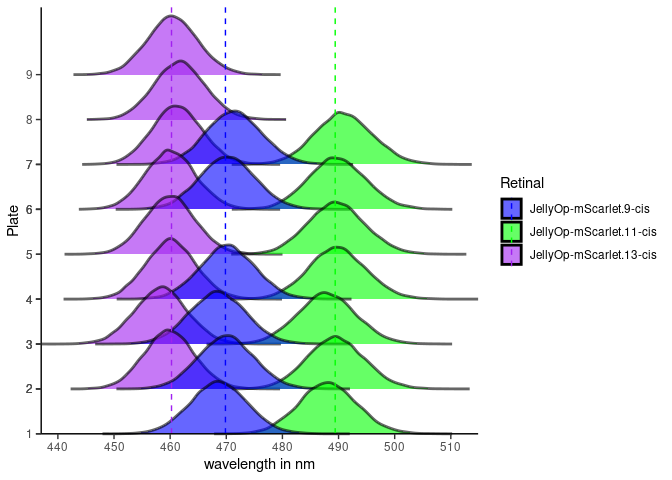 9
8
7
6
5
4
3
2
1
Plate
440 450 460 470 480 490 500 510
wavelength in nm
Retinal
JellyOp-mScarlet.9-cis
JellyOp-mScarlet.11-cis
JellyOp-mScarlet.13-cis